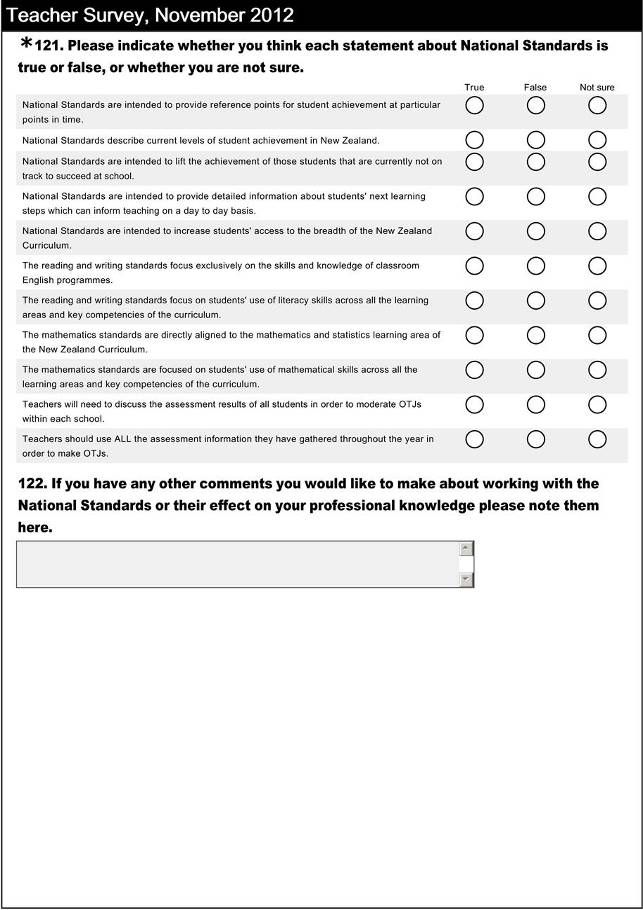 Teacher Survey, November 2012
*121. Please indicate whether you think each statement about National Standards is
true or false, or whether you are not sure.
True False Not sure
National Standards are intended to provide reference points for student achievement at particular
points in time.
National Standards describe current levels of student achievement in New Zealand.
National Standards are intended to lift the achievement of those students that are currently not on
track to succeed at school.
National Standards are intended to provide detailed information about students' next learning
steps which can inform teaching on a day to day basis.
National Standards are intended to increase students' access to the breadth of the New Zealand
Curriculum.
The reading and writing standards focus exclusively on the skills and knowledge of classroom
English programmes.
The reading and writing standards focus on students' use of literacy skills across all the learning
areas and key competencies of the curriculum.
The mathematics standards are directly aligned to the mathematics and statistics learning area of
the New Zealand Curriculum.
The mathematics standards are focused on students' use of mathematical skills across all the
learning areas and key competencies of the curriculum.
Teachers will need to discuss the assessment results of all students in order to moderate OTJs
within each school.
Teachers should use ALL the assessment information they have gathered throughout the year in
order to make OTJs.
122. If you have any other comments you would like to make about working with the
National Standards or their effect on your professional knowledge please note them
here.